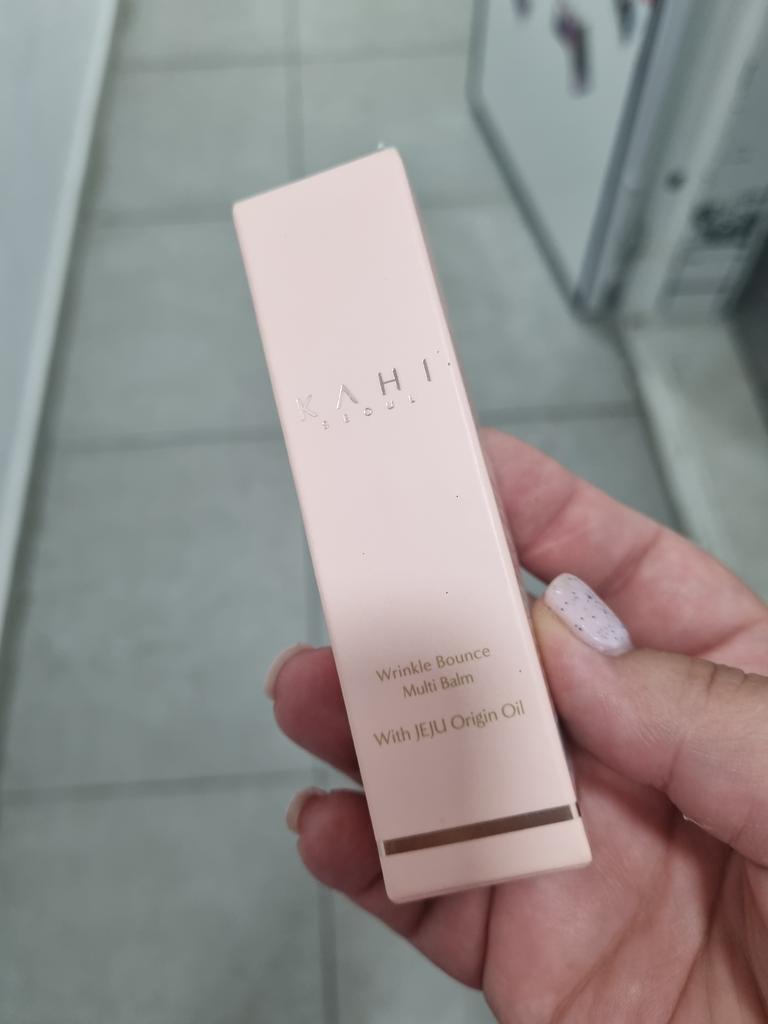 KAHI
SEOUL
Wrinkle Bounce
Multi Balm
With JEJU Origin Oil